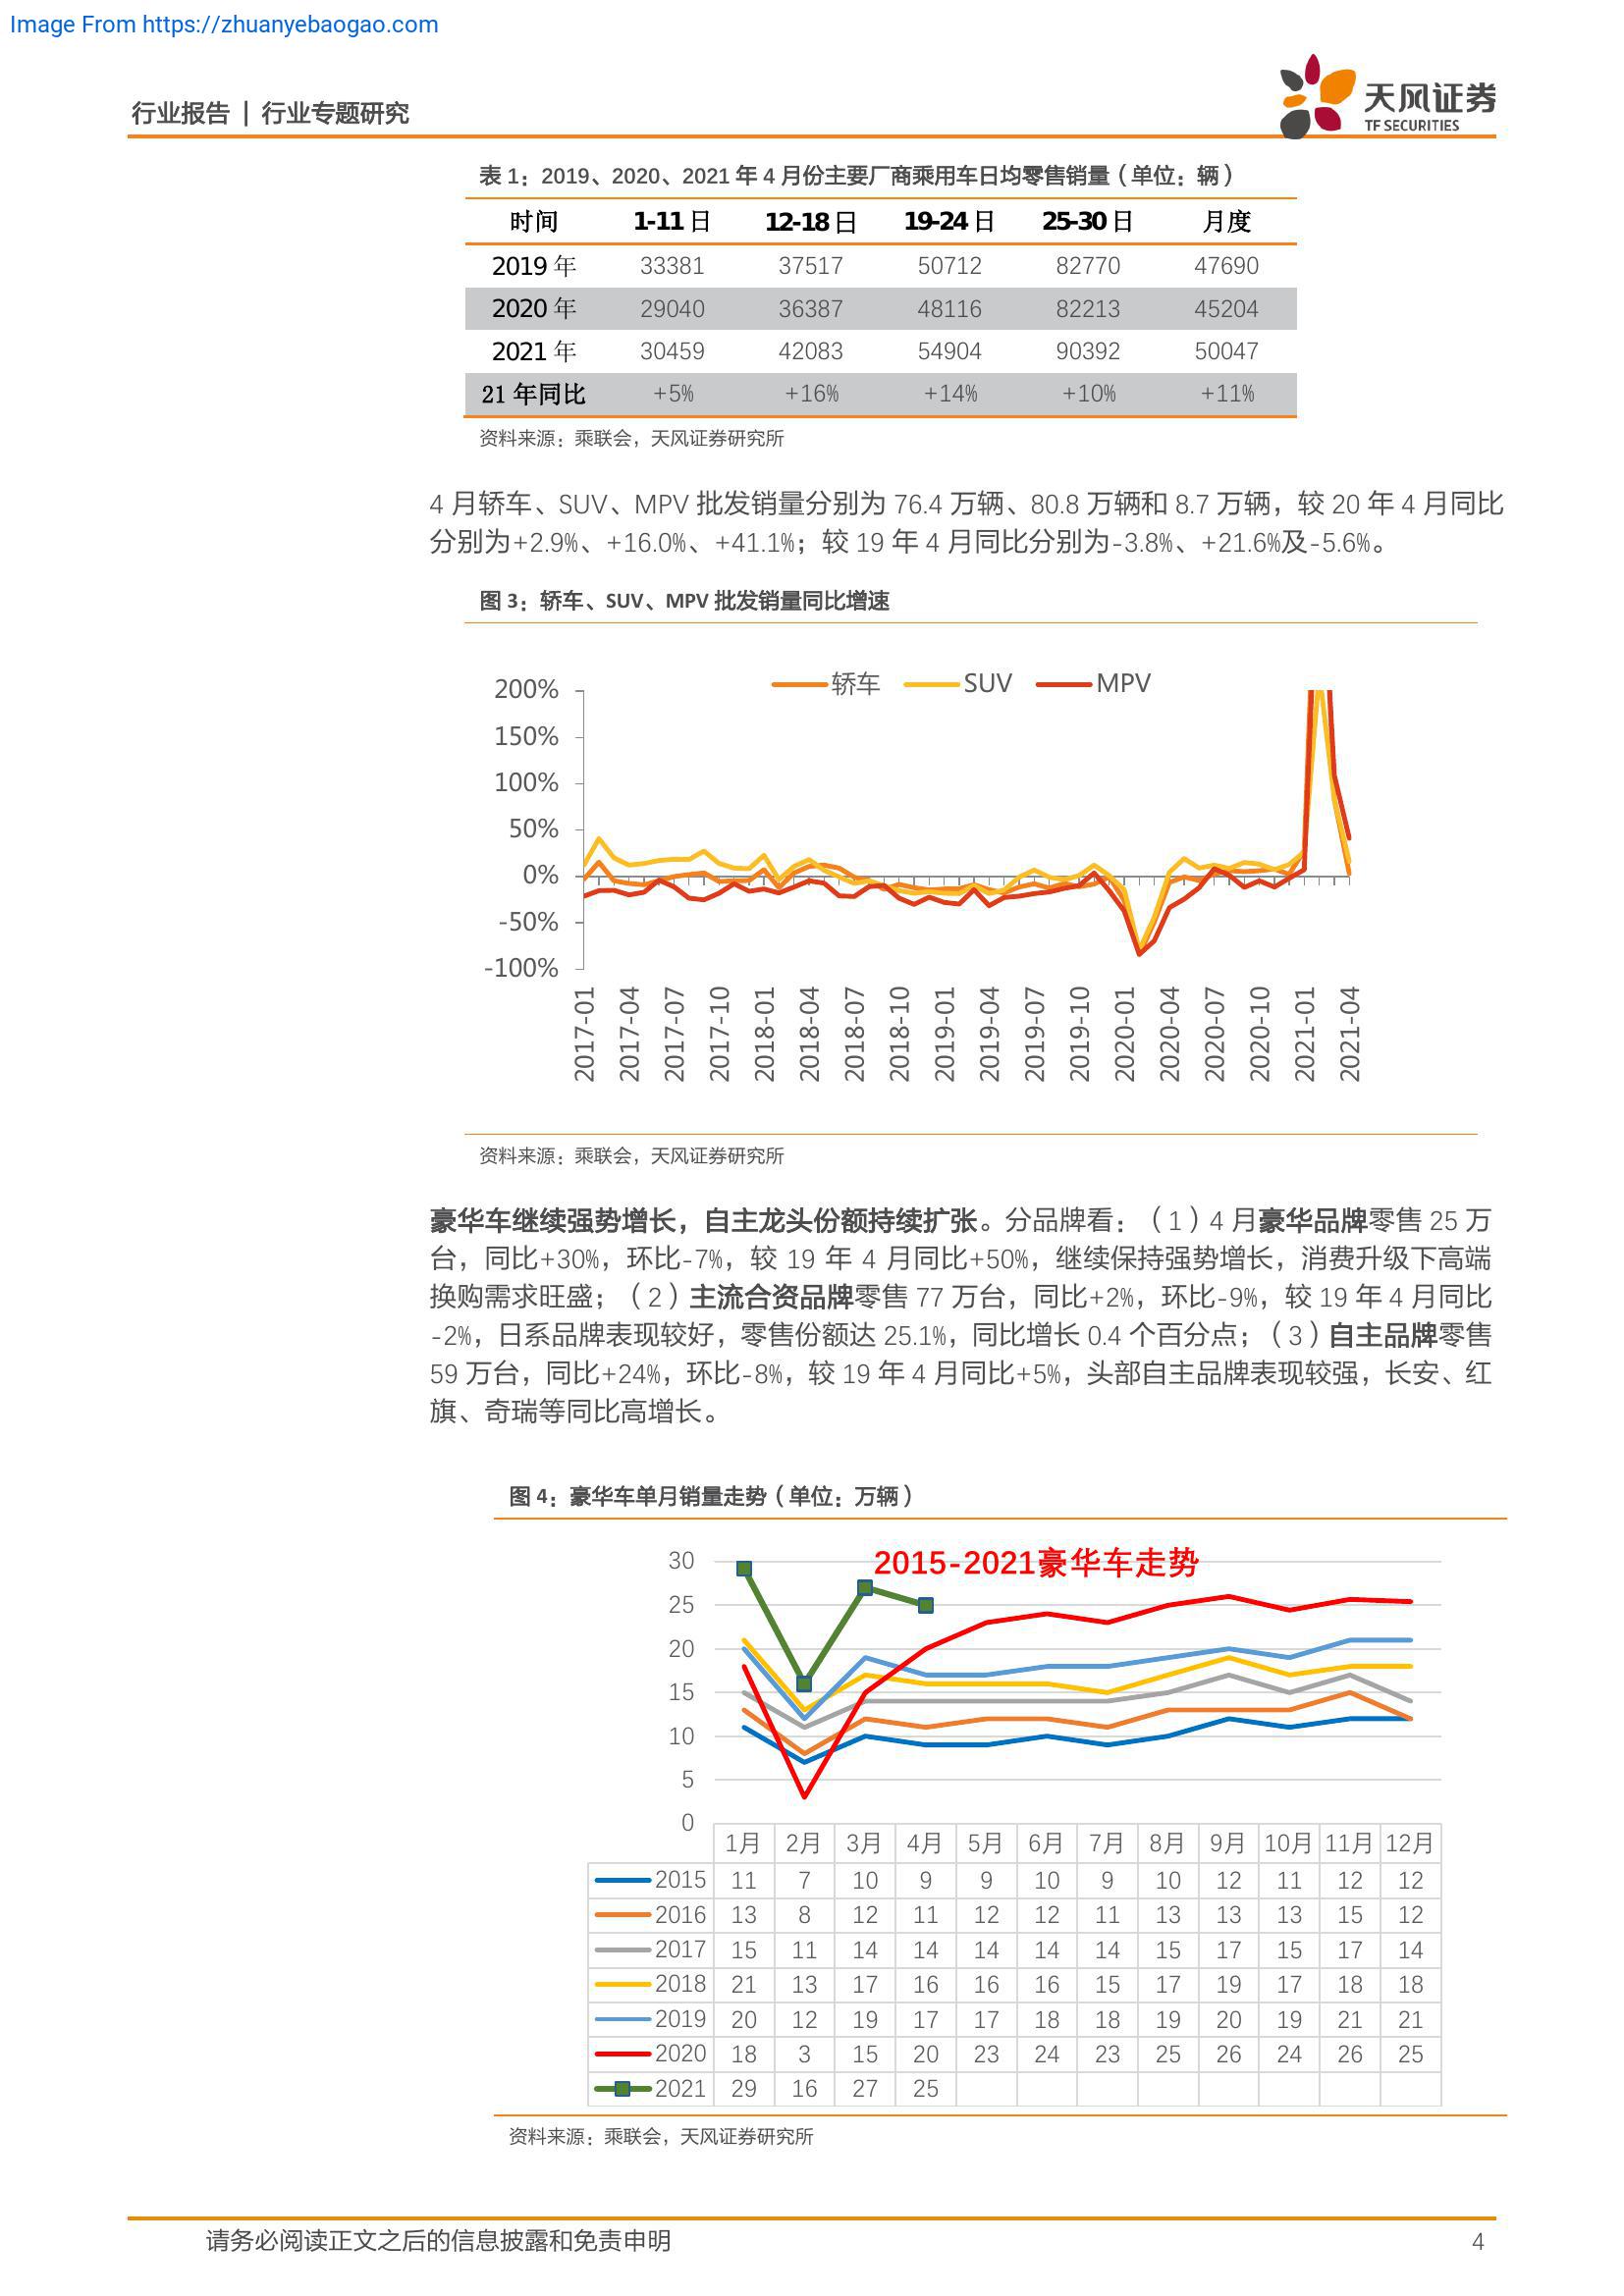 Image From https://zhuanyebaogao.com
行业报告 | 行业专题研究
天风证券
TF SECURITIES
表 1：2019、2020、2021 年 4 月份主要厂商乘用车日均零售销量（单位：辆）
时间 1-11 日 12-18 日 19-24 日 25-30 日 月度
2019 年 33381 37517 50712 82770 47690
2020 年 29040 36387 48116 82213 45204
2021 年 30459 42083 54904 90392 50047
21 年同比 +5% +16% +14% +10% +11%
资料来源：乘联会，天风证券研究所
4 月轿车、SUV、MPV 批发销量分别为 76.4 万辆、80.8 万辆和 8.7 万辆，较 20 年 4 月同比
分别为+2.9%、+16.0%、+41.1%；较 19 年 4 月同比分别为-3.8%、+21.6%及-5.6%。
图 3：轿车、SUV、MPV 批发销量同比增速
轿车 SUV MPV
200%
150%
100%
50%
0%
-50%
-100%
2017-01 2017-04 2017-07 2017-10 2018-01 2018-04 2018-07 2018-10 2019-01 2019-04 2019-07 2019-10 2020-01 2020-04 2020-07 2020-10 2021-01 2021-04
资料来源：乘联会，天风证券研究所
豪华车继续强势增长，自主龙头份额持续扩张。分品牌看：（1）4 月豪华品牌零售 25 万
台，同比+30%，环比-7%，较 19 年 4 月同比+50%，继续保持强势增长，消费升级下高端
换购需求旺盛；（2）主流合资品牌零售 77 万台，同比+2%，环比-9%，较 19 年 4 月同比
-2%，日系品牌表现较好，零售份额达 25.1%，同比增长 0.4 个百分点；（3）自主品牌零售
59 万台，同比+24%，环比-8%，较 19 年 4 月同比+5%，头部自主品牌表现较强，长安、红
旗、奇瑞等同比高增长。
图 4：豪华车单月销量走势（单位：万辆）
2015-2021豪华车走势
30
25
20
15
10
5
0
1月 2月 3月 4月 5月 6月 7月 8月 9月 10月 11月 12月
2015 11 7 10 9 9 10 9 10 12 11 12 12
2016 13 8 12 11 12 12 11 13 13 13 15 12
2017 15 11 14 14 14 14 14 15 17 15 17 14
2018 21 13 17 16 16 16 15 17 19 17 18 18
2019 20 12 19 17 17 18 18 19 20 19 21 21
2020 18 3 15 20 23 24 23 25 26 24 26 25
2021 29 16 27 25
资料来源：乘联会，天风证券研究所
请务必阅读正文之后的信息披露和免责申明 4